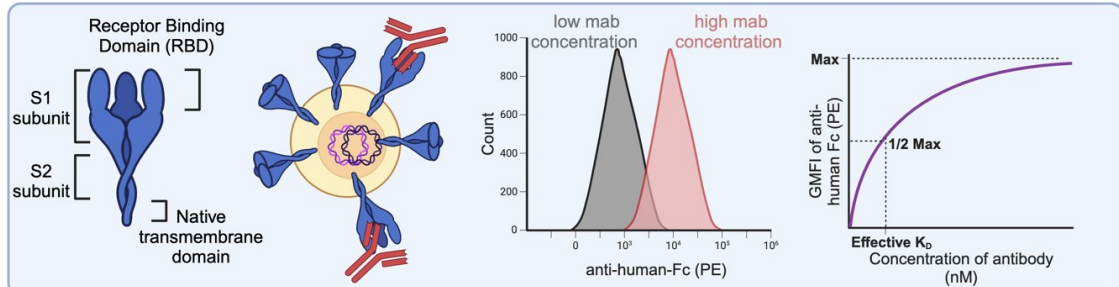 Receptor Binding
Domain (RBD)
S1
subunit
S2
subunit
Native
transmembrane
domain
low mab
concentration
high mab
concentration
1000
800
600
400
200
0
Count
0
10³
10⁴
10⁵
10⁶
anti-human-Fc (PE)
Max
1/2 Max
GMFI of anti-
human Fc (PE)
Effective K_D
Concentration of antibody
(nM)